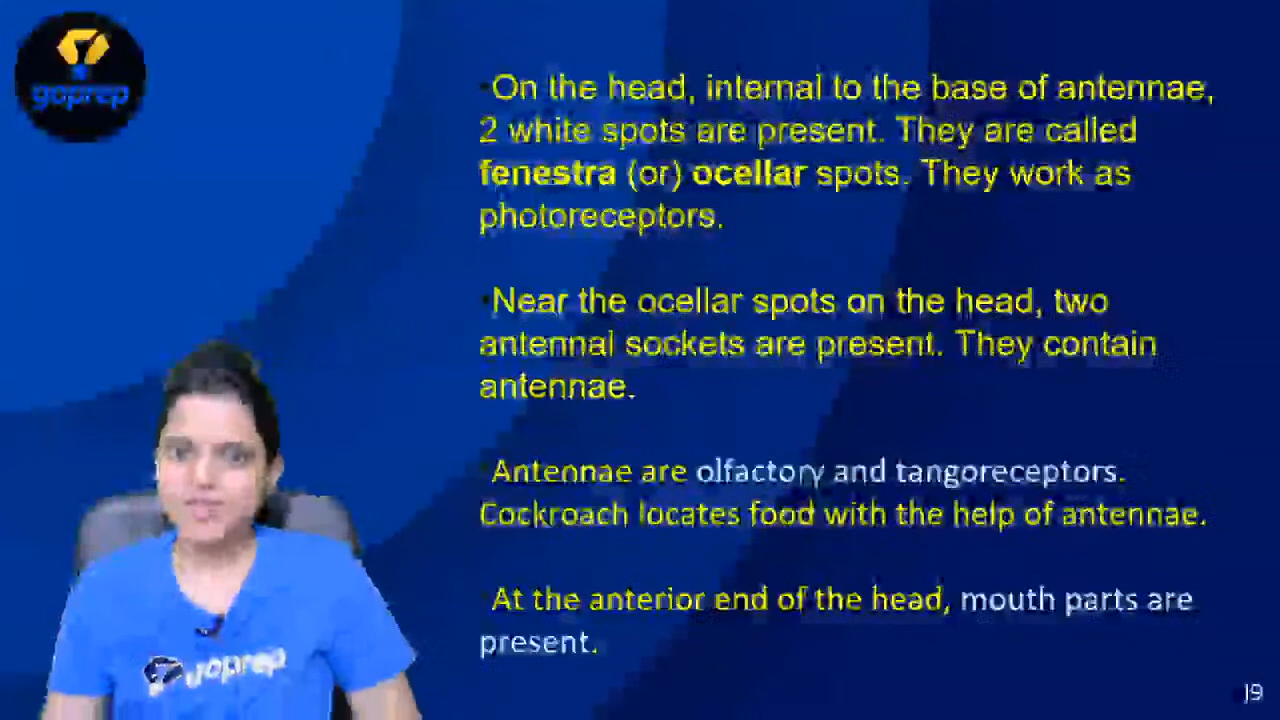 goprep
•On the head, internal to the base of antennae,
2 white spots are present. They are called
fenestra (or) ocellar spots. They work as
photoreceptors.
•Near the ocellar spots on the head, two
antennal sockets are present. They contain
antennae.
•Antennae are olfactory and tangoreceptors.
Cockroach locates food with the help of antennae.
•At the anterior end of the head, mouth parts are
present.
goprep